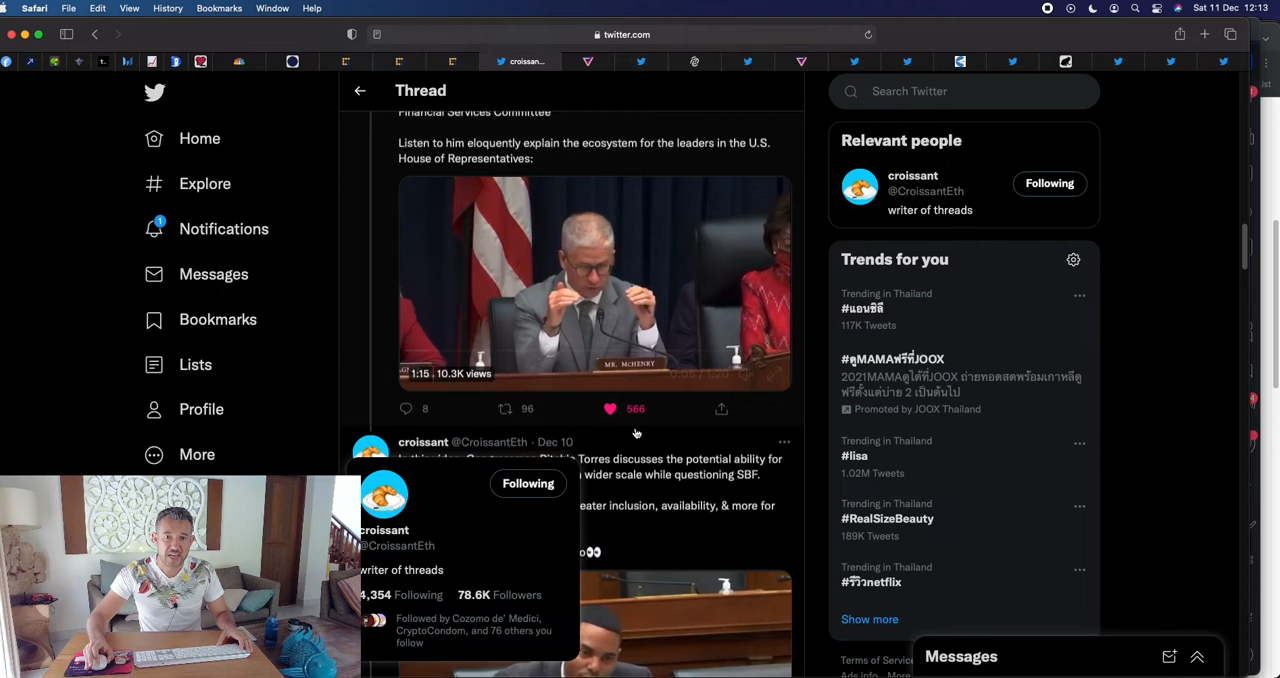 Safari File Edit View History Bookmarks Window Help
Sat 11 Dec 12:13
twitter.com
croissan...
Home
Explore
1
Notifications
Messages
Bookmarks
Lists
Profile
More
Thread
Financial Services Committee
Listen to him eloquently explain the ecosystem for the leaders in the U.S.
House of Representatives:
MR. MCHENRY
1:15 . 10.3K views
8 96 566
croissant @CroissantEth · Dec 10
Torres discusses the potential ability for
wider scale while questioning SBF.
eater inclusion, availability, & more for
o👀
Following
croissant
@CroissantEth
writer of threads
4,354 Following 78.6K Followers
Followed by Cozomo de' Medici,
CryptoCondom, and 76 others you
follow
Search Twitter
Relevant people
croissant
@CroissantEth
Following
writer of threads
Trends for you
Trending in Thailand
#แอนชิลี
117K Tweets
#ดูMAMAฟรีที่JOOX
2021MAMAดูได้ที่JOOX ถ่ายทอดสดพร้อมเกาหลีดู
ฟรีตั้งแต่บ่าย 2 เป็นต้นไป
Promoted by JOOX Thailand
Trending in Thailand
#lisa
1.02M Tweets
Trending in Thailand
#RealSizeBeauty
189K Tweets
Trending in Thailand
#รีวิวnetflix
Show more
Terms of Service
Ads info
More
Messages